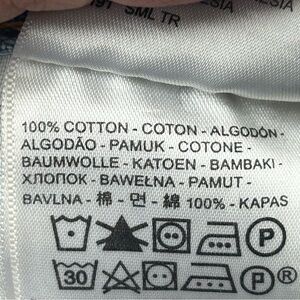 SML TR
100% COTTON - COTON - ALGODÓN -
ALGODÃO - PAMUK - COTONE -
BAUMWOLLE - KATOEN - BAMBAKI -
ХЛОПОК - BAWEŁNA - PAMUT -
BAVLNA - 棉 - 면 - 綿 100% - KAPAS
P
30 P